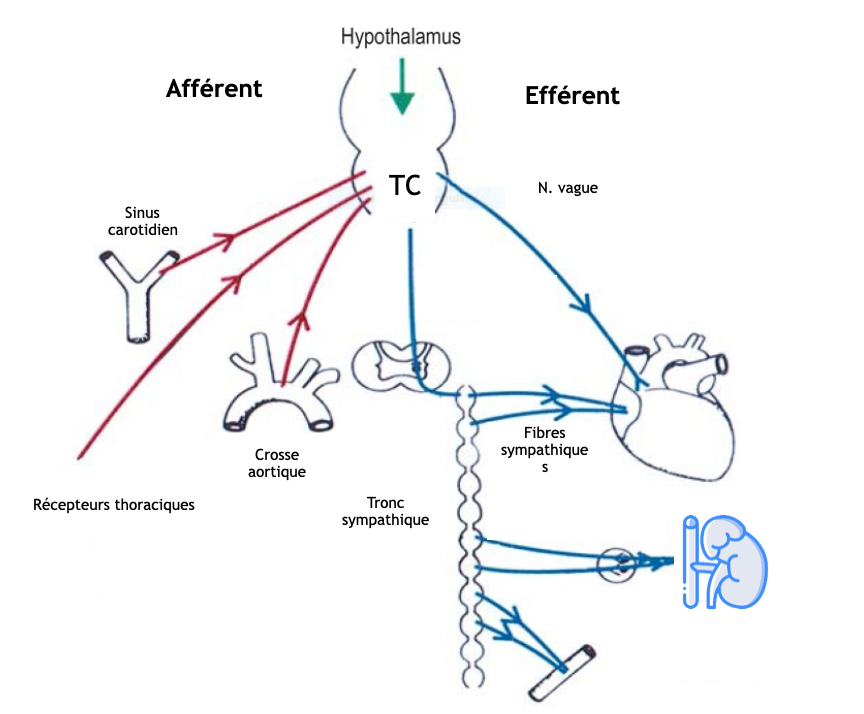 Hypothalamus
Afférent
Efférent
TC
N. vague
Sinus
carotidien
Crosse
aortique
Fibres
sympathique
s
Récepteurs thoraciques
Tronc
sympathique